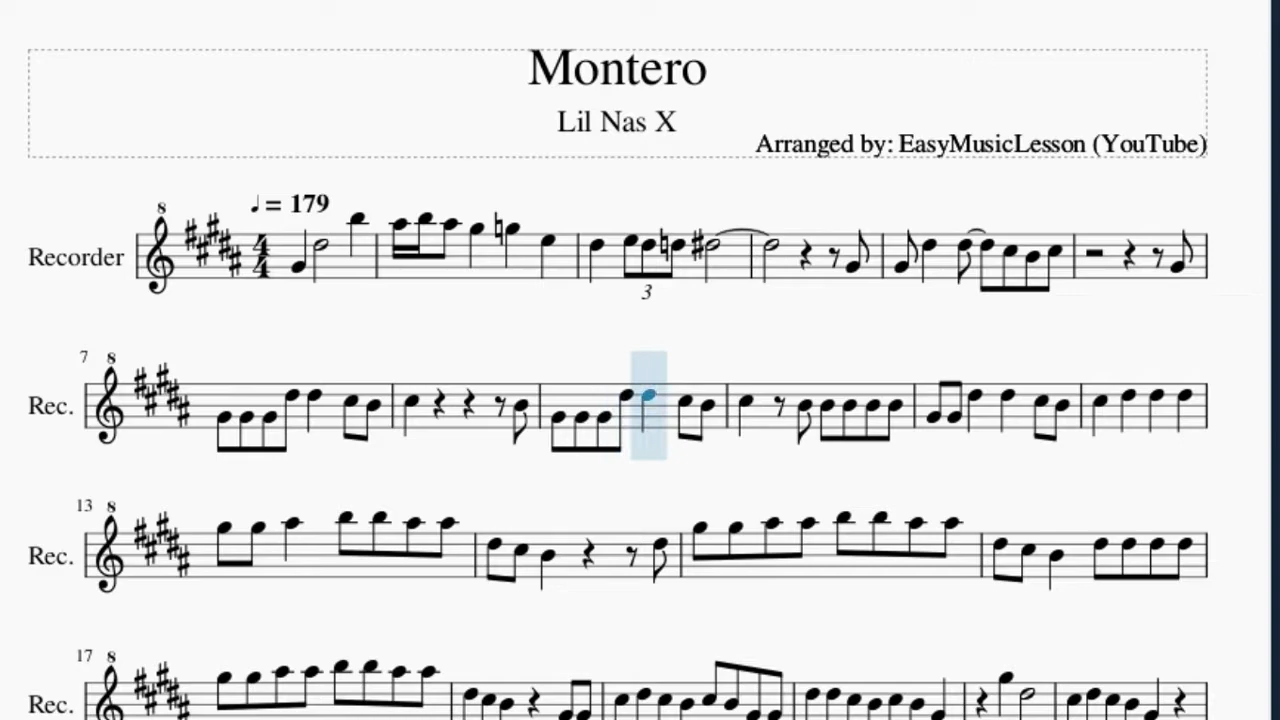 Montero
Lil Nas X
Arranged by: EasyMusicLesson (YouTube)
♩= 179
8
Recorder
4
4
3
7
8
Rec.
13
8
Rec.
17
8
Rec.